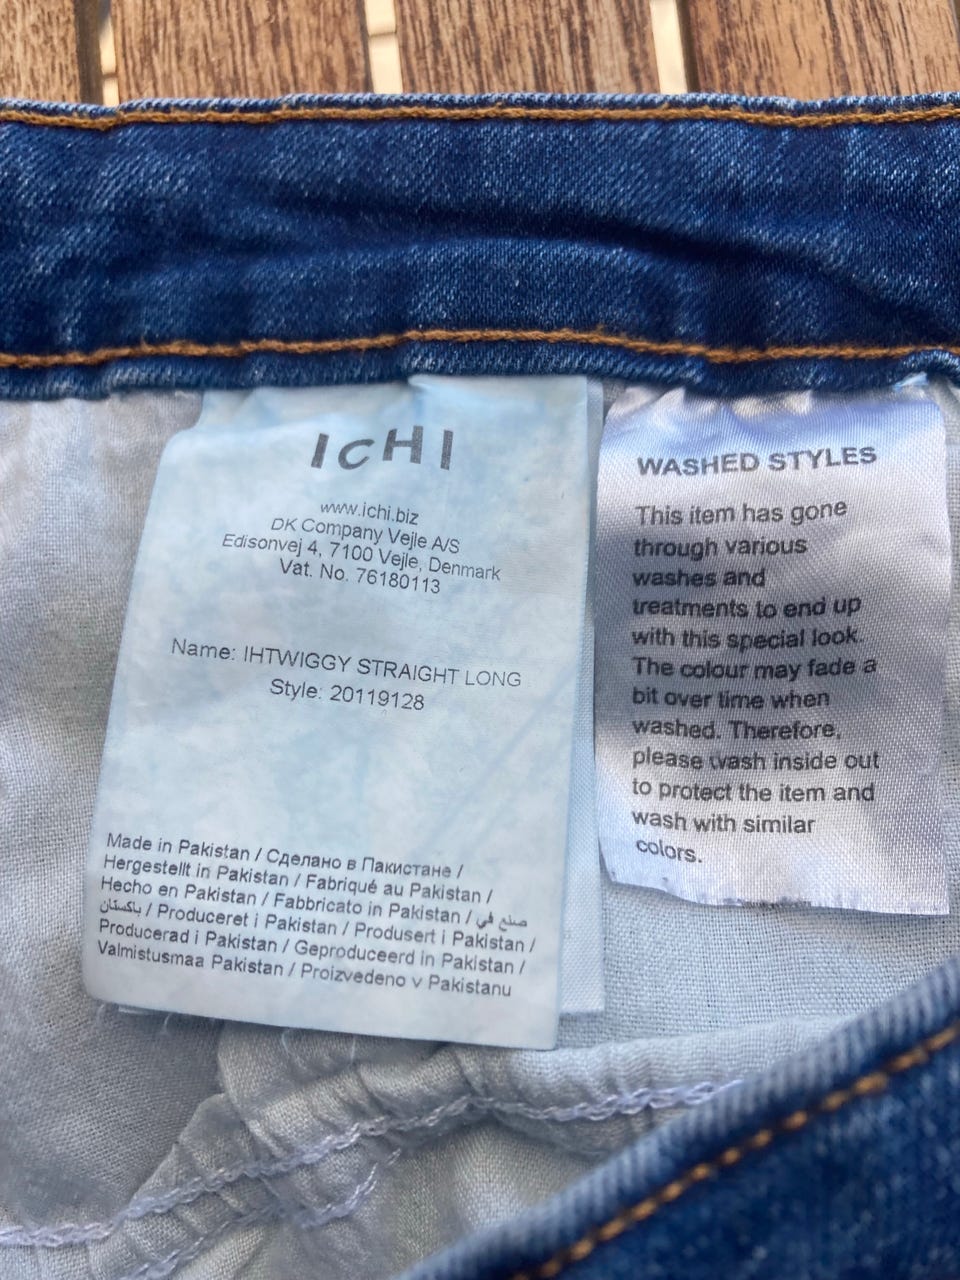 ICHI
www.ichi.biz
DK Company Vejle A/S
Edisonvej 4, 7100 Vejle, Denmark
Vat. No. 76180113
Name: IHTWIGGY STRAIGHT LONG
Style: 20119128
Made in Pakistan / Сделано в Пакистане /
Hergestellt in Pakistan / Fabriqué au Pakistan /
Hecho en Pakistan / Fabbricato in Pakistan / صنع في
باكستان / Produceret i Pakistan / Produsert i Pakistan /
Producerad i Pakistan / Geproduceerd in Pakistan /
Valmistusmaa Pakistan / Proizvedeno v Pakistanu
WASHED STYLES
This item has gone
through various
washes and
treatments to end up
with this special look.
The colour may fade a
bit over time when
washed. Therefore,
please wash inside out
to protect the item and
wash with similar
colors.